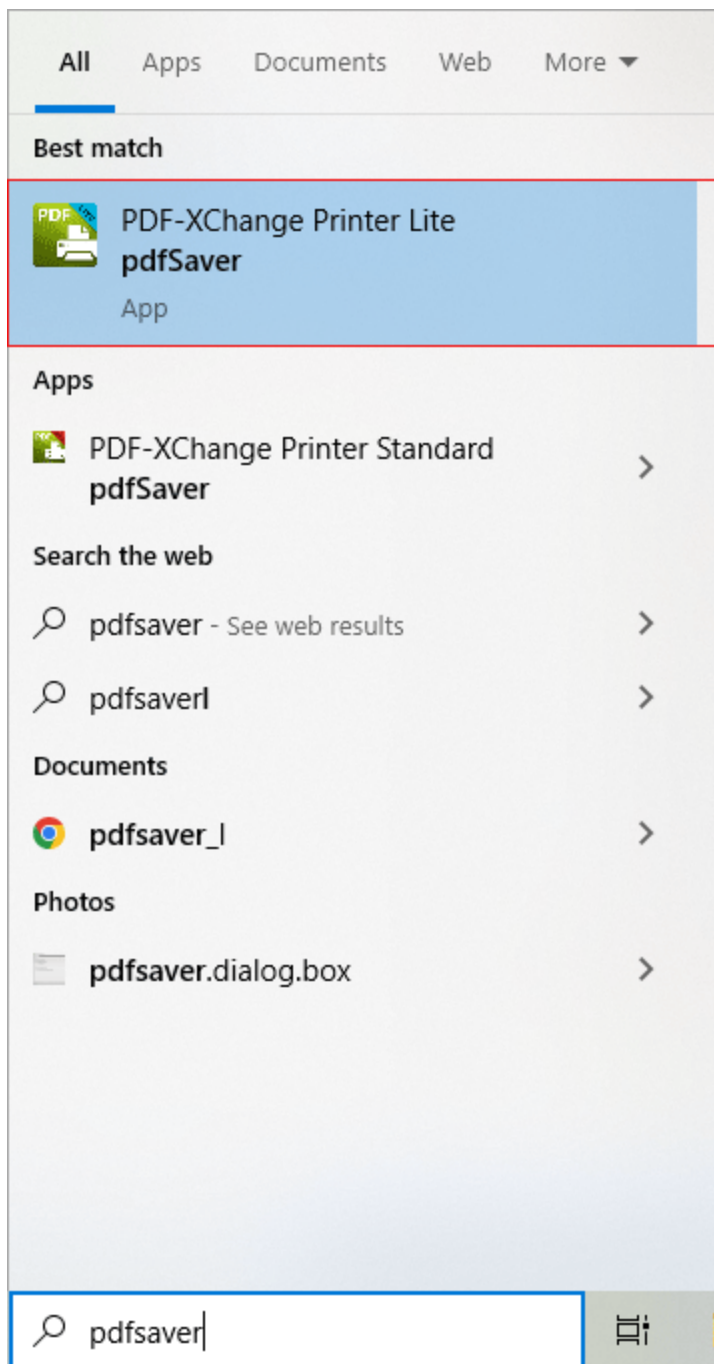 All Apps Documents Web More
Best match
PDF Lite
PDF-XChange Printer Lite
pdfSaver
App
Apps
PDF-XChange Printer Standard
pdfSaver
Search the web
pdfsaver - See web results
pdfsaverl
Documents
pdfsaver_l
Photos
pdfsaver.dialog.box
pdfsaver